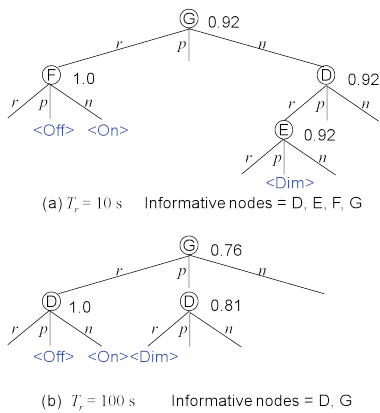 G 0.92
r p n
F 1.0 D 0.92
r p n r p n
<Off> <On> E 0.92
r p n
<Dim>
(a) Tr = 10 s Informative nodes = D, E, F, G
G 0.76
r p n
D 1.0 D 0.81
r p n r p n
<Off> <On> <Dim>
(b) Tr = 100 s Informative nodes = D, G